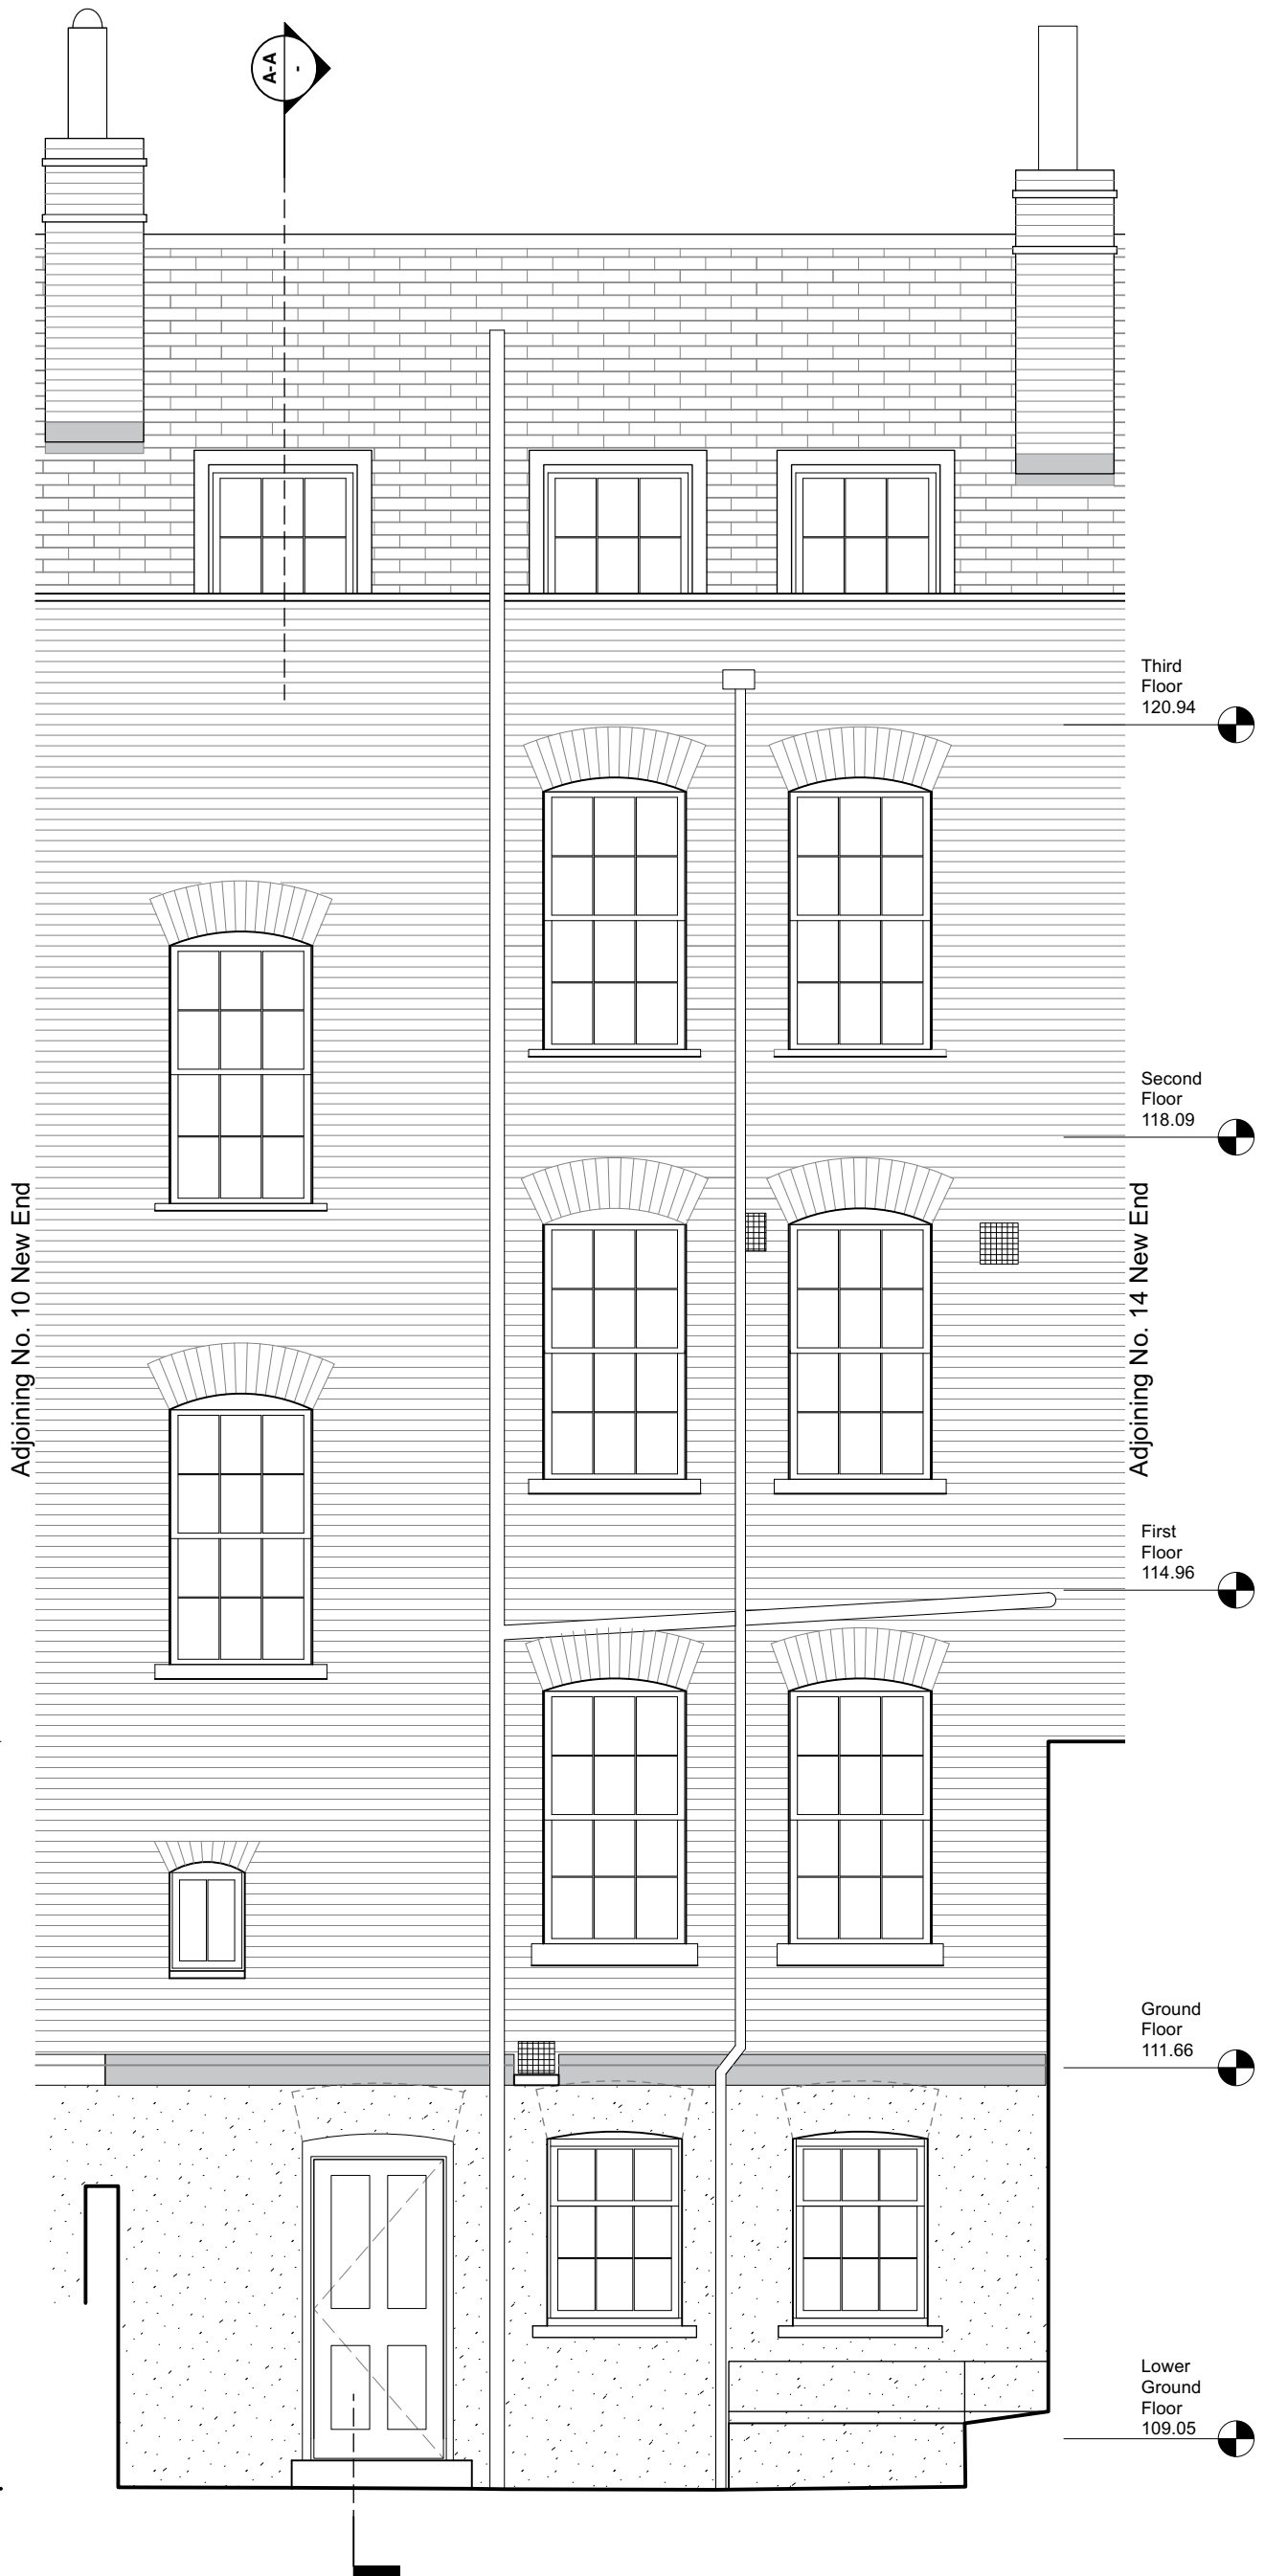 A-A
-
Third
Floor
120.94
Second
Floor
118.09
Adjoining No. 10 New End
Adjoining No. 14 New End
First
Floor
114.96
Ground
Floor
111.66
Lower
Ground
Floor
109.05